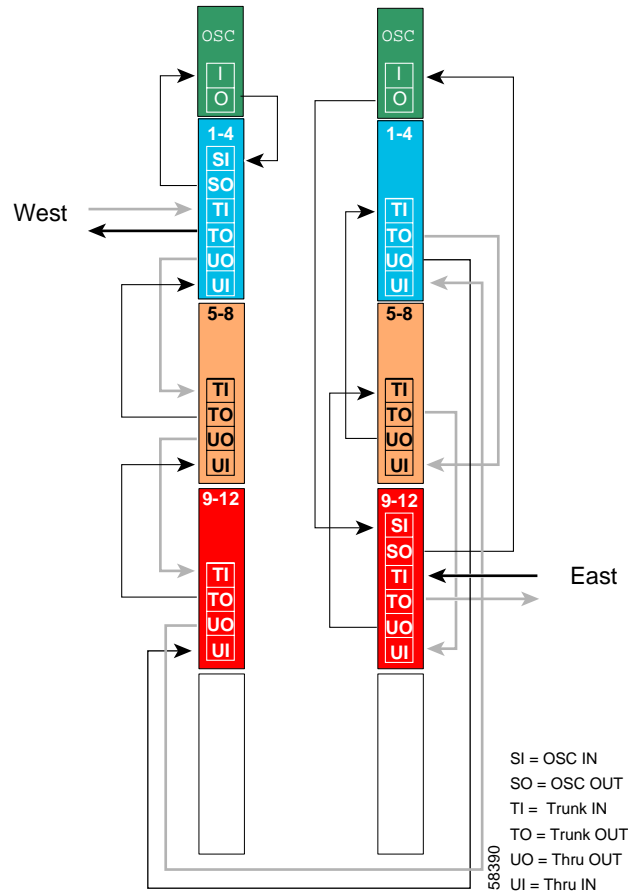 OSC
I
O
1-4
SI
SO
TI
TO
UO
UI
5-8
TI
TO
UO
UI
9-12
TI
TO
UO
UI
West
OSC
I
O
1-4
TI
TO
UO
UI
5-8
TI
TO
UO
UI
9-12
SI
SO
TI
TO
UO
UI
East
SI = OSC IN
SO = OSC OUT
TI = Trunk IN
TO = Trunk OUT
UO = Thru OUT
UI = Thru IN
58390